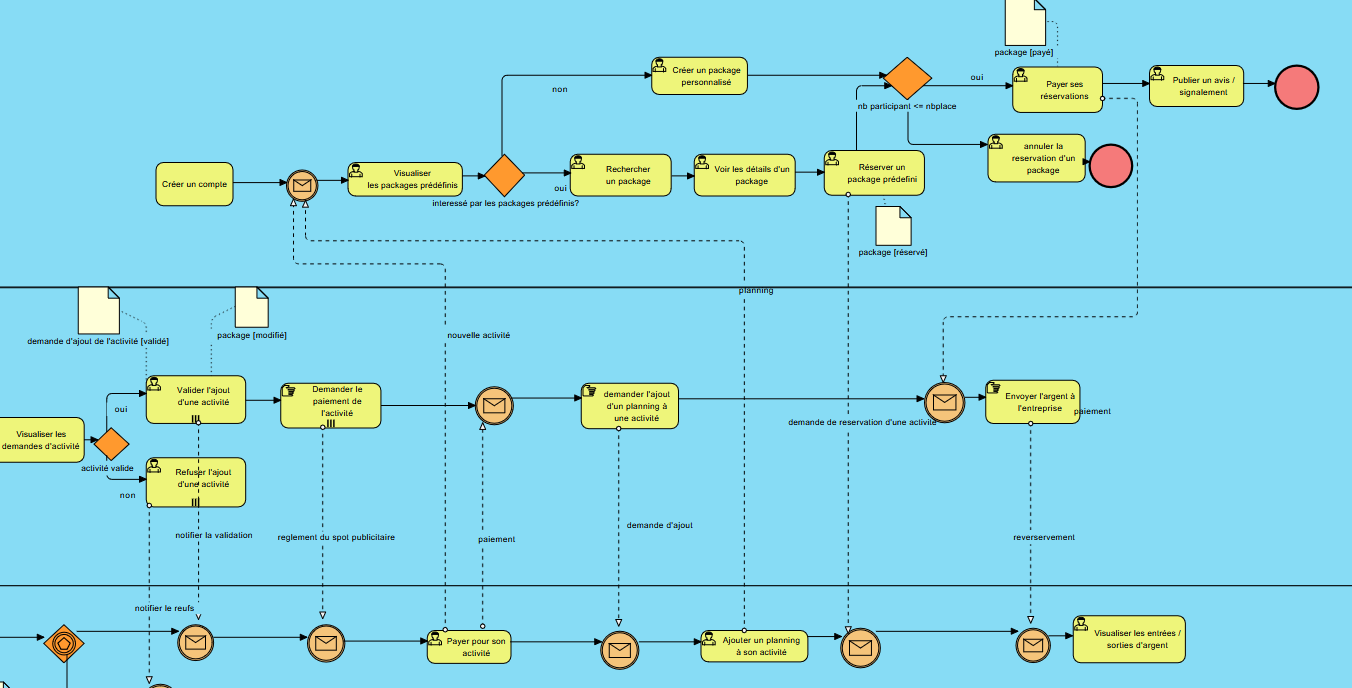 package [payé]
Créer un package
personnalisé
non
nb participant <= nbplace
oui
Payer ses
réservations
Publier un avis /
signalement
annuler la
reservation d'un
package
Créer un compte
Visualiser
les packages prédéfinis
interessé par les packages prédéfinis?
oui
Rechercher
un package
Voir les détails d'un
package
Réserver un
package prédefini
package [réservé]
planning
nouvelle activité
demande d'ajout de l'activité [validé]
package [modifié]
Visualiser les
demandes d'activité
activité valide
oui
non
Valider l'ajout
d'une activité
Refuser l'ajout
d'une activité
Demander le
paiement de
l'activité
demander l'ajout
d'un planning à
une activité
demande de reservation d'une activité
Envoyer l'argent à
l'entreprise
paiement
notifier la validation
reglement du spot publicitaire
paiement
demande d'ajout
reverservement
notifier le reufs
Payer pour son
activité
Ajouter un planning
à son activité
Visualiser les entrées /
sorties d'argent